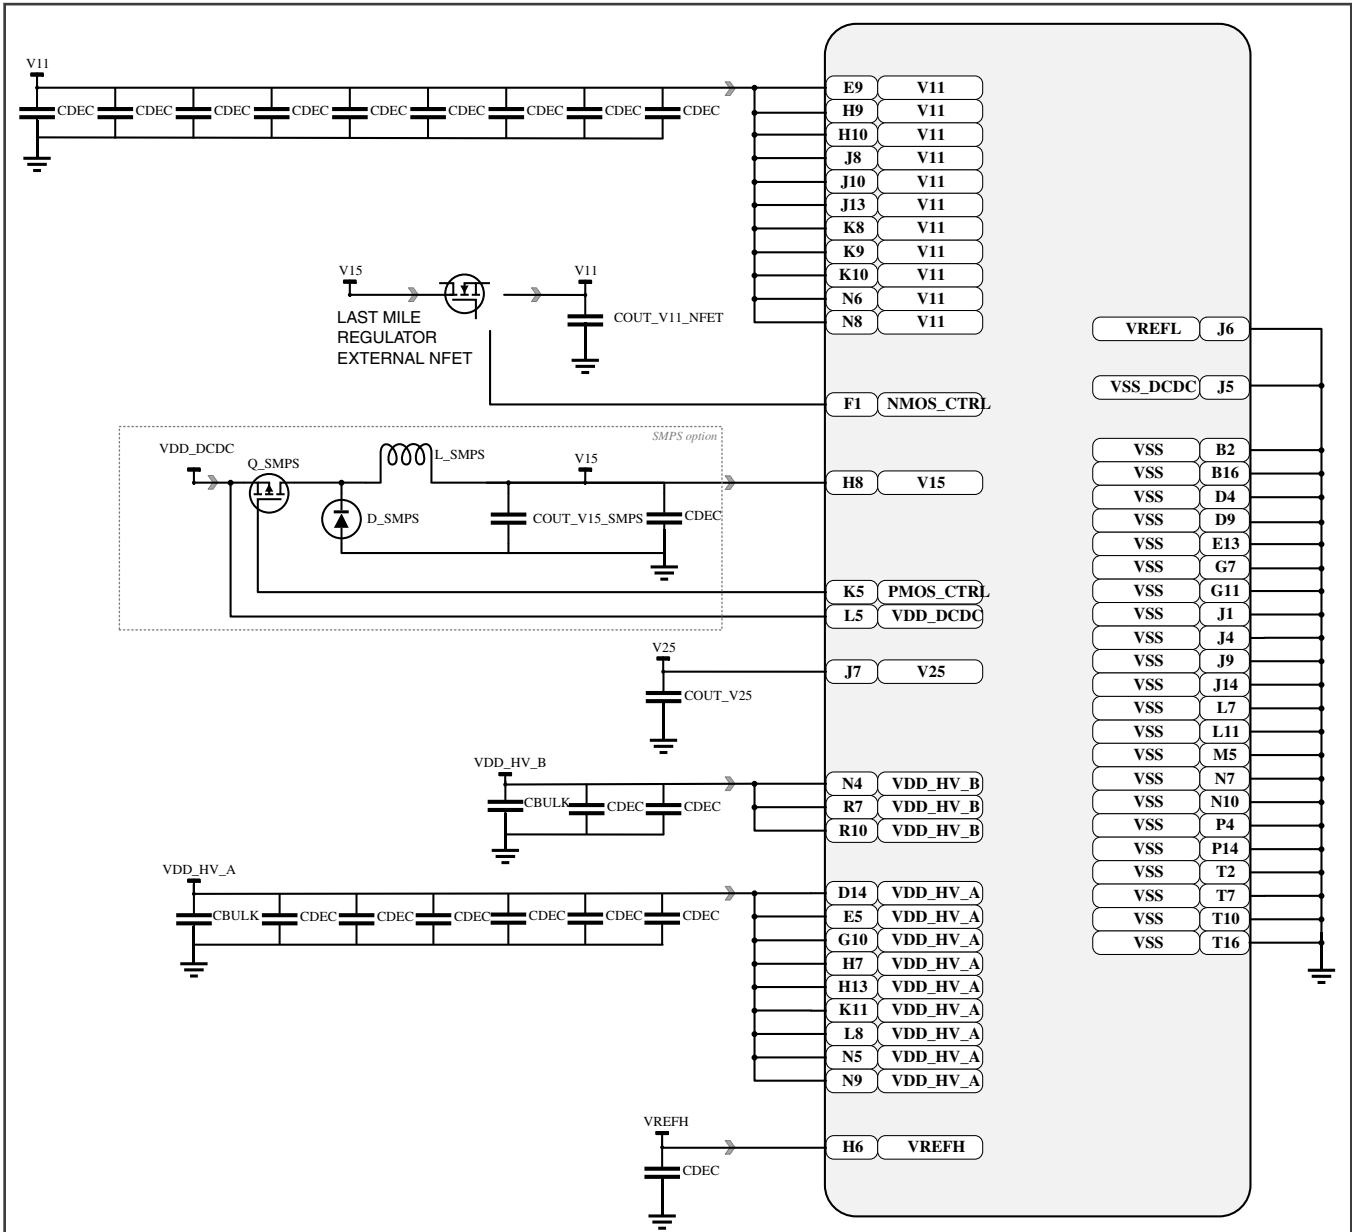 V11
CDEC CDEC CDEC CDEC CDEC CDEC CDEC CDEC CDEC
E9 V11
H9 V11
H10 V11
J8 V11
J10 V11
J13 V11
K8 V11
K9 V11
K10 V11
N6 V11
N8 V11
V15
V11
LAST MILE
REGULATOR
EXTERNAL NFET
COUT_V11_NFET
F1 NMOS_CTRL
SMPS option
VDD_DCDC
Q_SMPS
L_SMPS
V15
D_SMPS
COUT_V15_SMPS
CDEC
H8 V15
K5 PMOS_CTRL
L5 VDD_DCDC
V25
COUT_V25
J7 V25
VDD_HV_B
CBULK CDEC CDEC
N4 VDD_HV_B
R7 VDD_HV_B
R10 VDD_HV_B
VDD_HV_A
CBULK CDEC CDEC CDEC CDEC CDEC CDEC
D14 VDD_HV_A
E5 VDD_HV_A
G10 VDD_HV_A
H7 VDD_HV_A
H13 VDD_HV_A
K11 VDD_HV_A
L8 VDD_HV_A
N5 VDD_HV_A
N9 VDD_HV_A
VREFH
CDEC
H6 VREFH
VREFL J6
VSS_DCDC J5
VSS B2
VSS B16
VSS D4
VSS D9
VSS E13
VSS G7
VSS G11
VSS J1
VSS J4
VSS J9
VSS J14
VSS L7
VSS L11
VSS M5
VSS N7
VSS N10
VSS P4
VSS P14
VSS T2
VSS T7
VSS T10
VSS T16